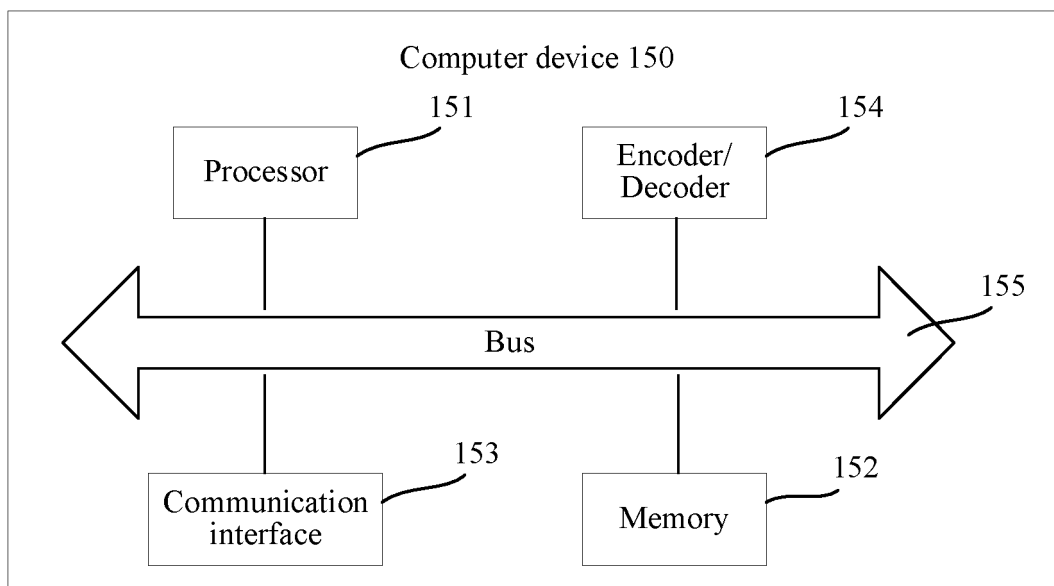 Computer device 150
151
154
Processor
Encoder/
Decoder
155
Bus
153
152
Communication
interface
Memory